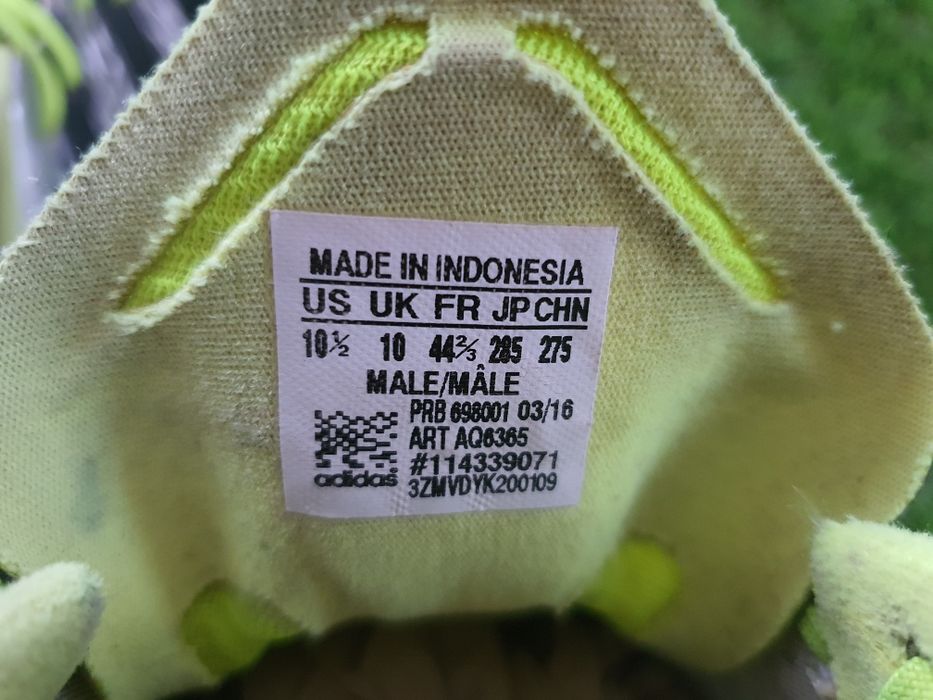 MADE IN INDONESIA
US UK FR JP CHN
10½ 10 44⅔ 285 275
MALE/MÂLE
PRB 698001 03/16
ART AQ6365
#114339071
adidas 3ZMVDYK200109